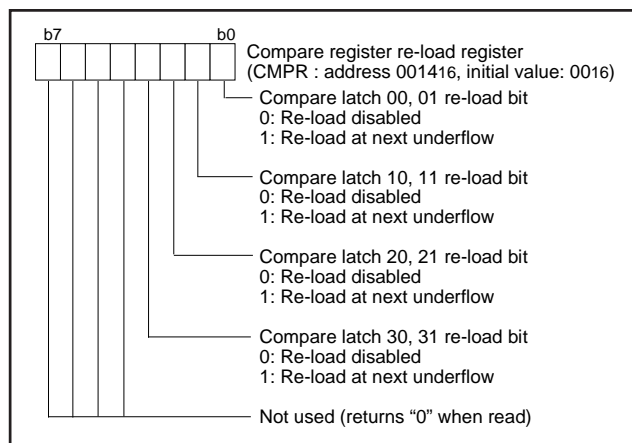 b7 b0
Compare register re-load register
(CMPR : address 001416, initial value: 0016)
Compare latch 00, 01 re-load bit
0: Re-load disabled
1: Re-load at next underflow
Compare latch 10, 11 re-load bit
0: Re-load disabled
1: Re-load at next underflow
Compare latch 20, 21 re-load bit
0: Re-load disabled
1: Re-load at next underflow
Compare latch 30, 31 re-load bit
0: Re-load disabled
1: Re-load at next underflow
Not used (returns “0” when read)